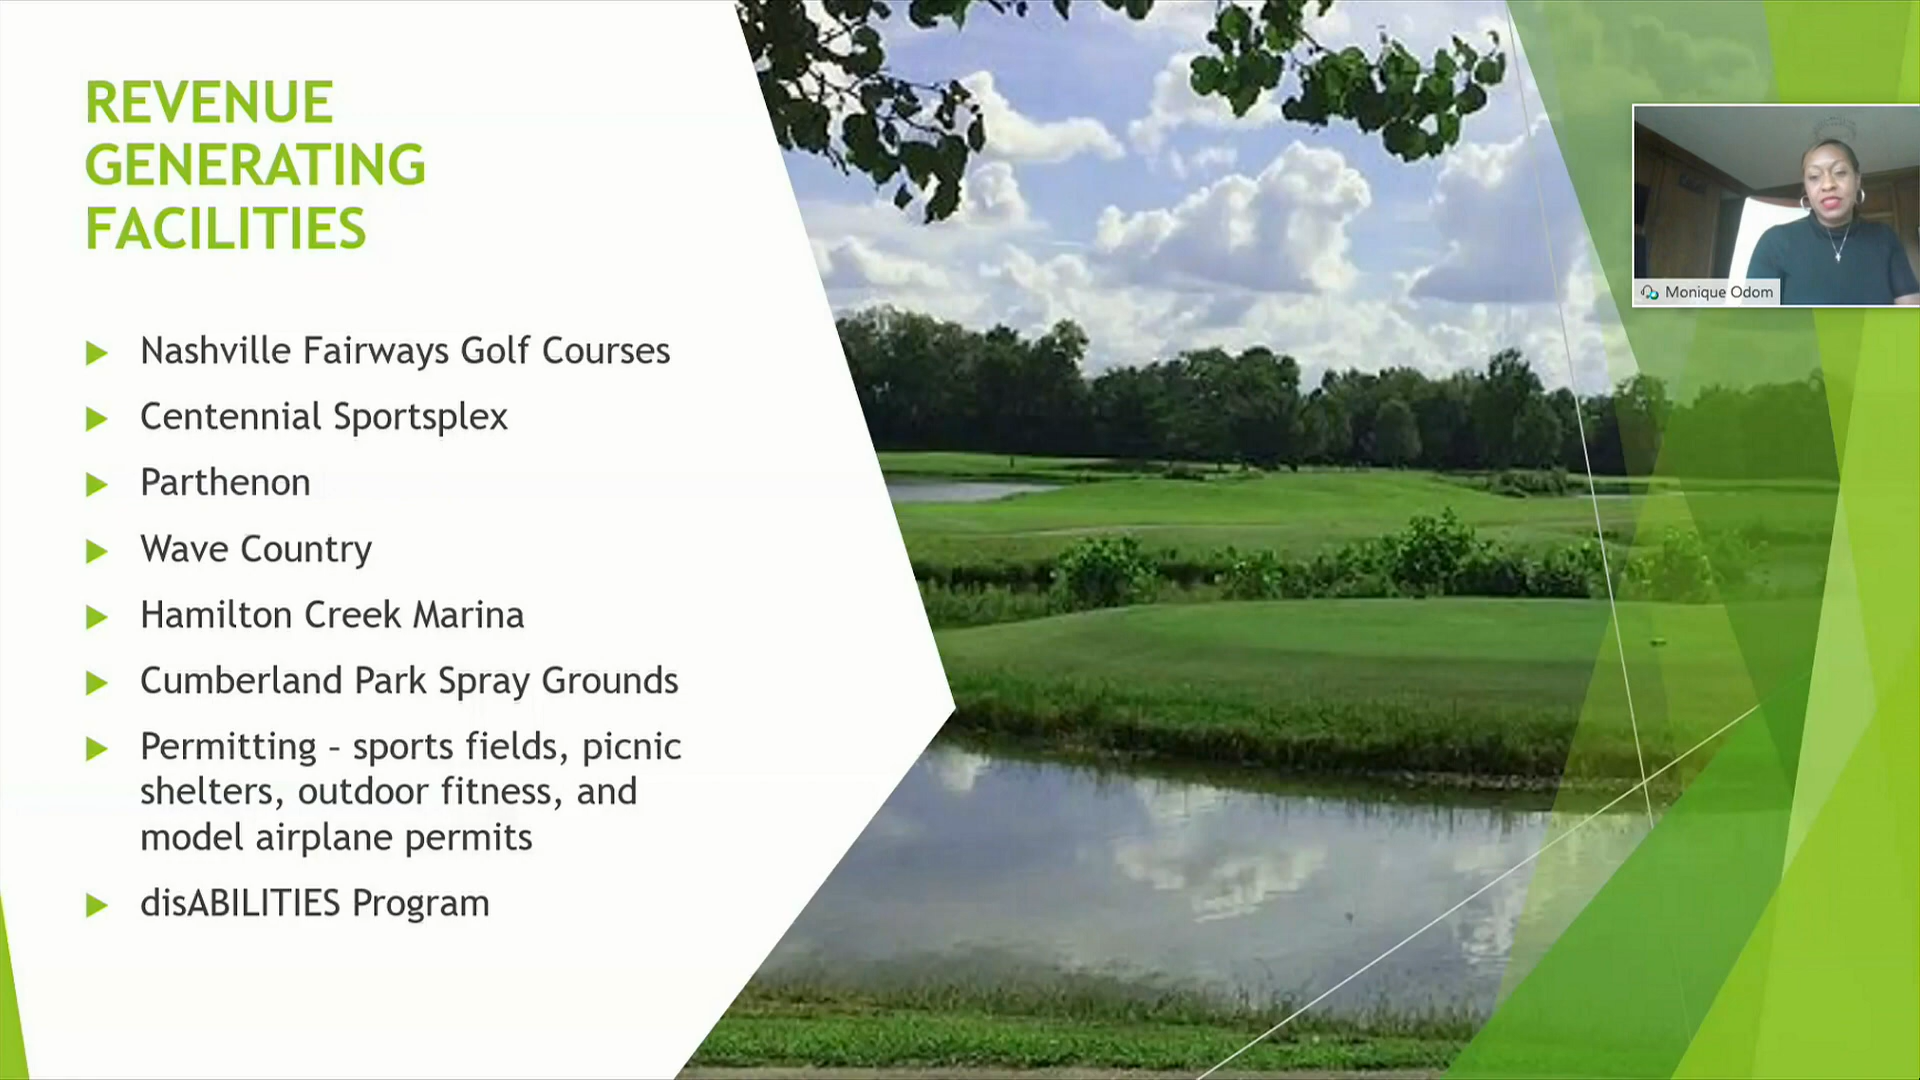 REVENUE
GENERATING
FACILITIES
Nashville Fairways Golf Courses
Centennial Sportsplex
Parthenon
Wave Country
Hamilton Creek Marina
Cumberland Park Spray Grounds
Permitting – sports fields, picnic
shelters, outdoor fitness, and
model airplane permits
disABILITIES Program
Monique Odom